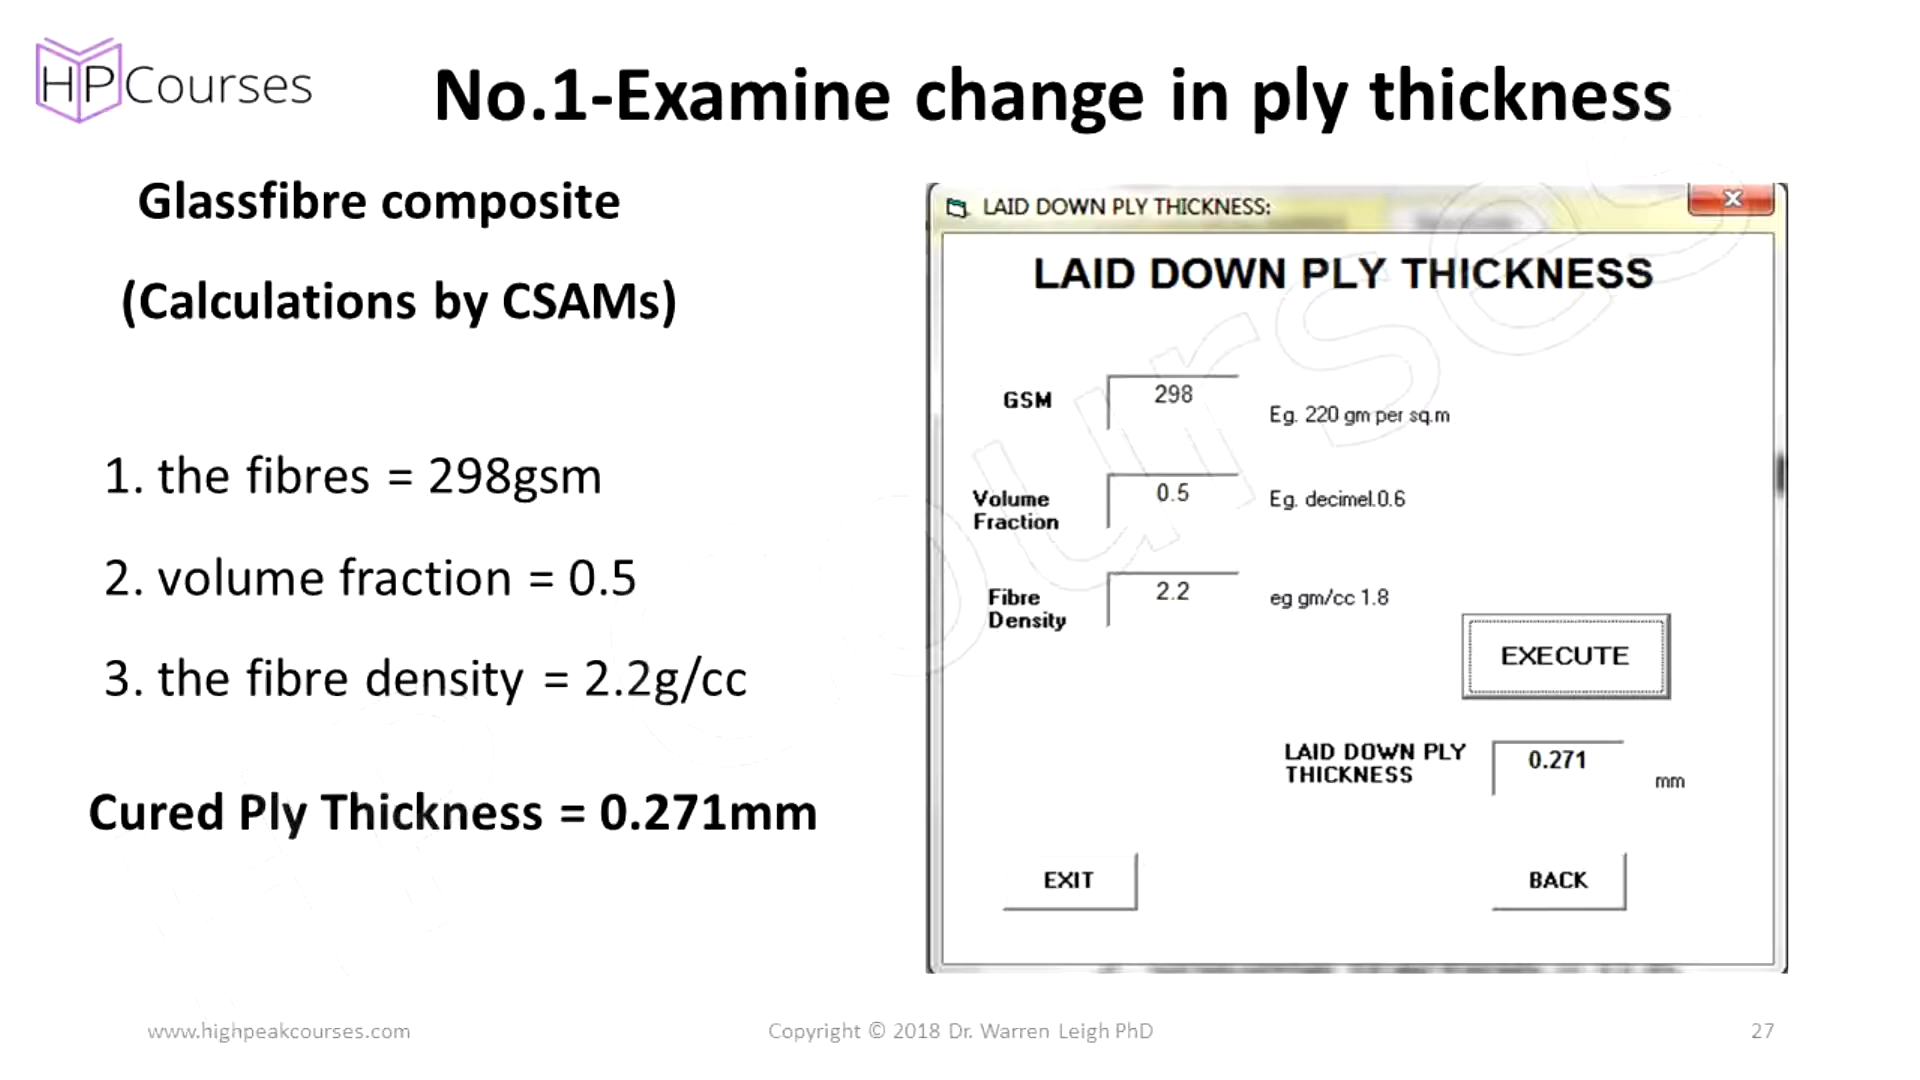 HPCourses
No.1-Examine change in ply thickness
Glassfibre composite
(Calculations by CSAMs)
1. the fibres = 298gsm
2. volume fraction = 0.5
3. the fibre density = 2.2g/cc
Cured Ply Thickness = 0.271mm
LAID DOWN PLY THICKNESS:
LAID DOWN PLY THICKNESS
GSM 298 Eg. 220 gm per sq.m
Volume 0.5 Eg. decimel.0.6
Fraction
Fibre 2.2 eg gm/cc 1.8
Density
EXECUTE
LAID DOWN PLY 0.271
THICKNESS mm
EXIT BACK
www.highpeakcourses.com Copyright © 2018 Dr. Warren Leigh PhD 27